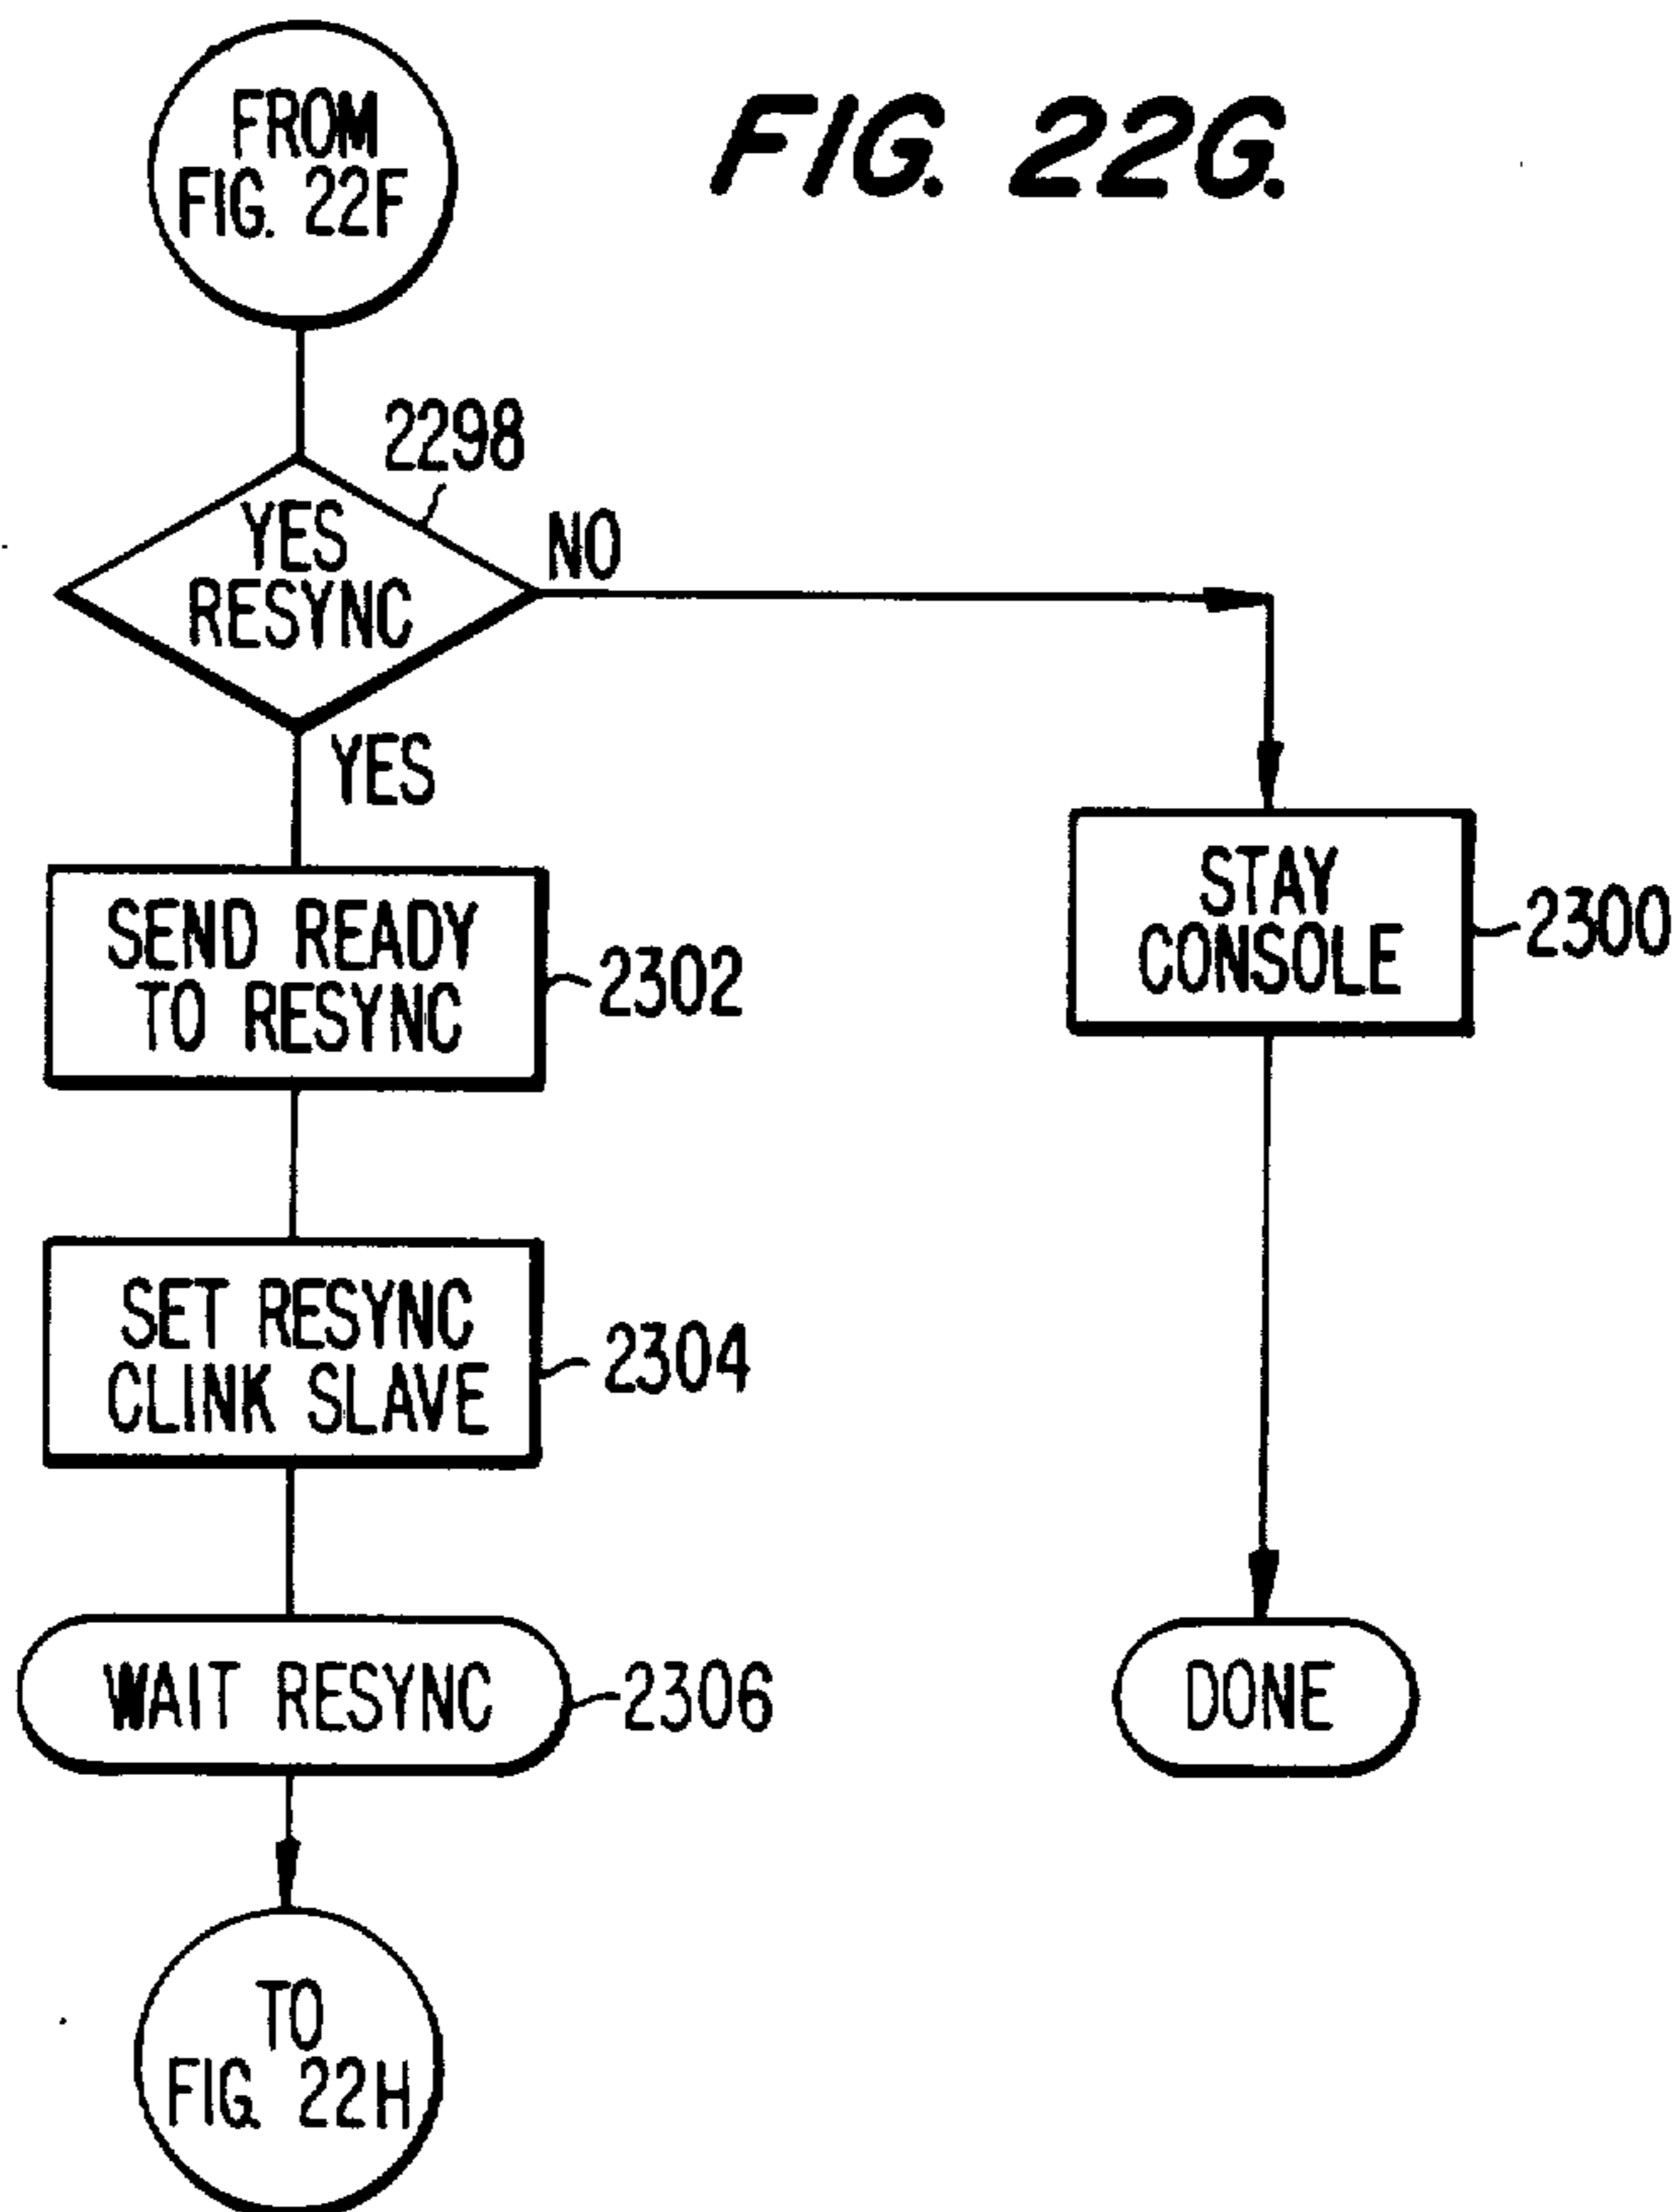 FROM
FIG. 22F
FIG. 22G.
2298
YES
RESYNC
NO
YES
SEND READY
TO RESYNC
2302
STAY
CONSOLE
2300
SET RESYNC
CLINK SLAVE
2304
WAIT RESYNC
2306
DONE
TO
FIG. 22H